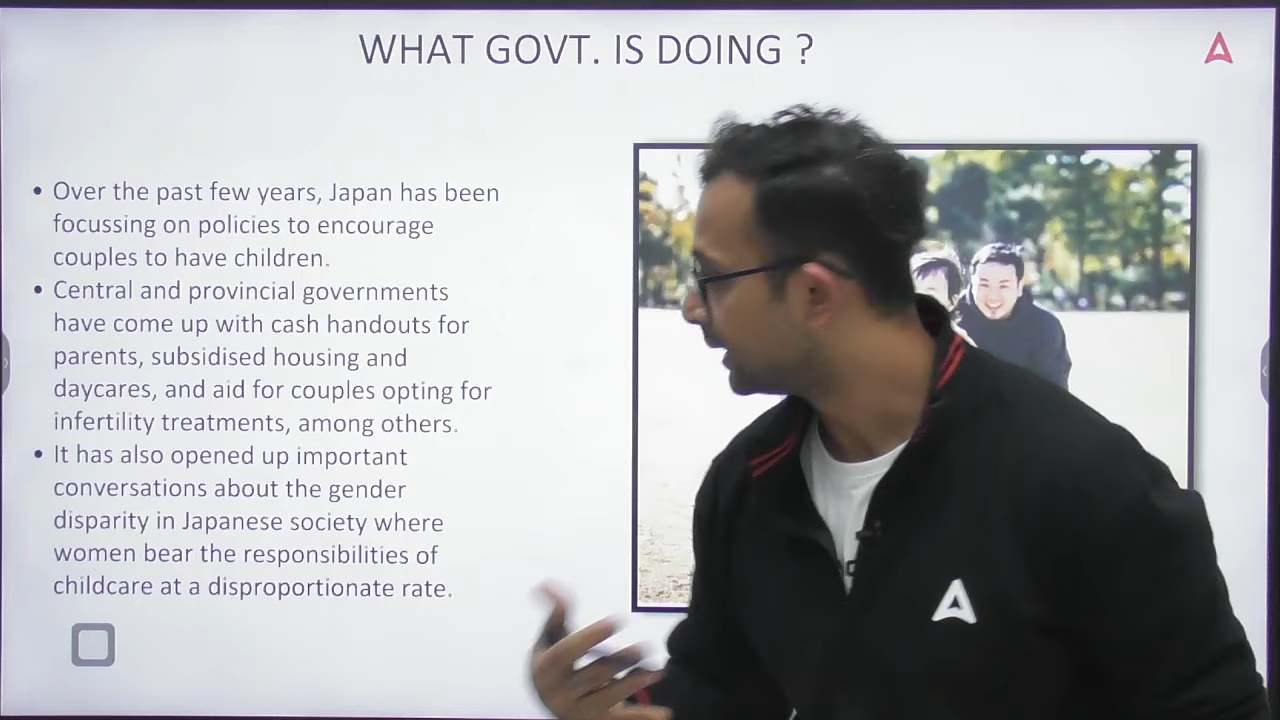 WHAT GOVT. IS DOING ?
• Over the past few years, Japan has been
focussing on policies to encourage
couples to have children.
• Central and provincial governments
have come up with cash handouts for
parents, subsidised housing and
daycares, and aid for couples opting for
infertility treatments, among others.
• It has also opened up important
conversations about the gender
disparity in Japanese society where
women bear the responsibilities of
childcare at a disproportionate rate.